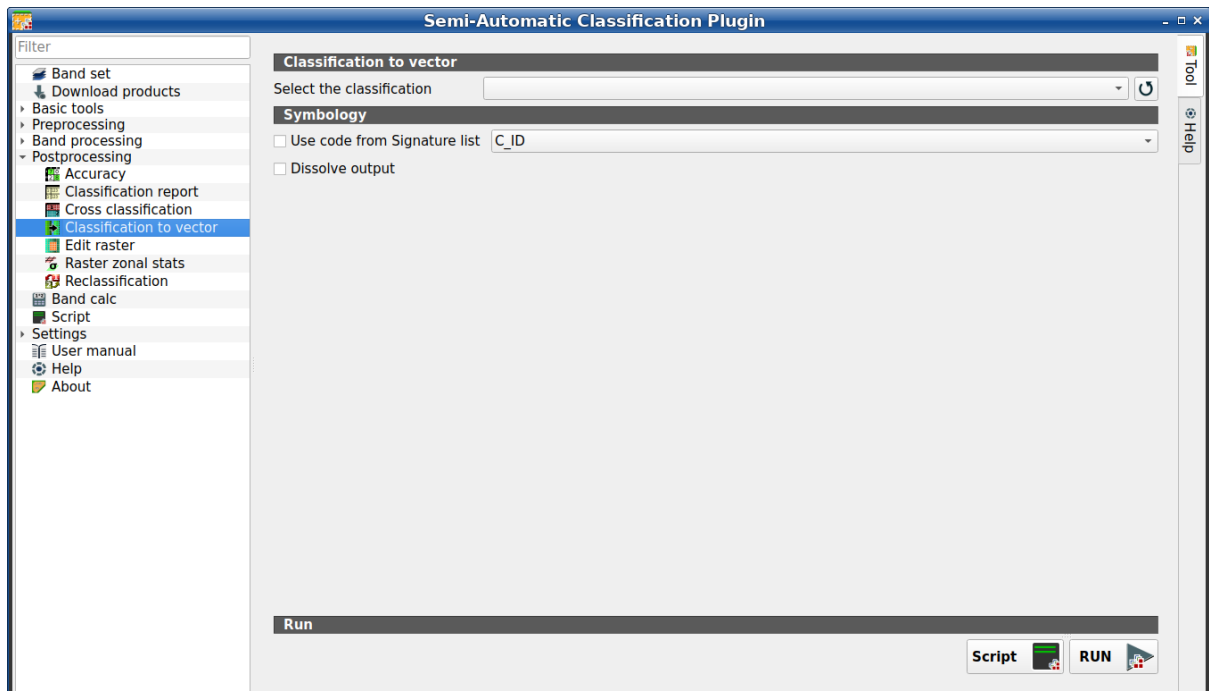 Semi-Automatic Classification Plugin
Filter
Band set
Download products
Basic tools
Preprocessing
Band processing
Postprocessing
Accuracy
Classification report
Cross classification
Classification to vector
Edit raster
Raster zonal stats
Reclassification
Band calc
Script
Settings
User manual
Help
About
Classification to vector
Select the classification
Symbology
Use code from Signature list C_ID
Dissolve output
Run
Script RUN
Tool
Help